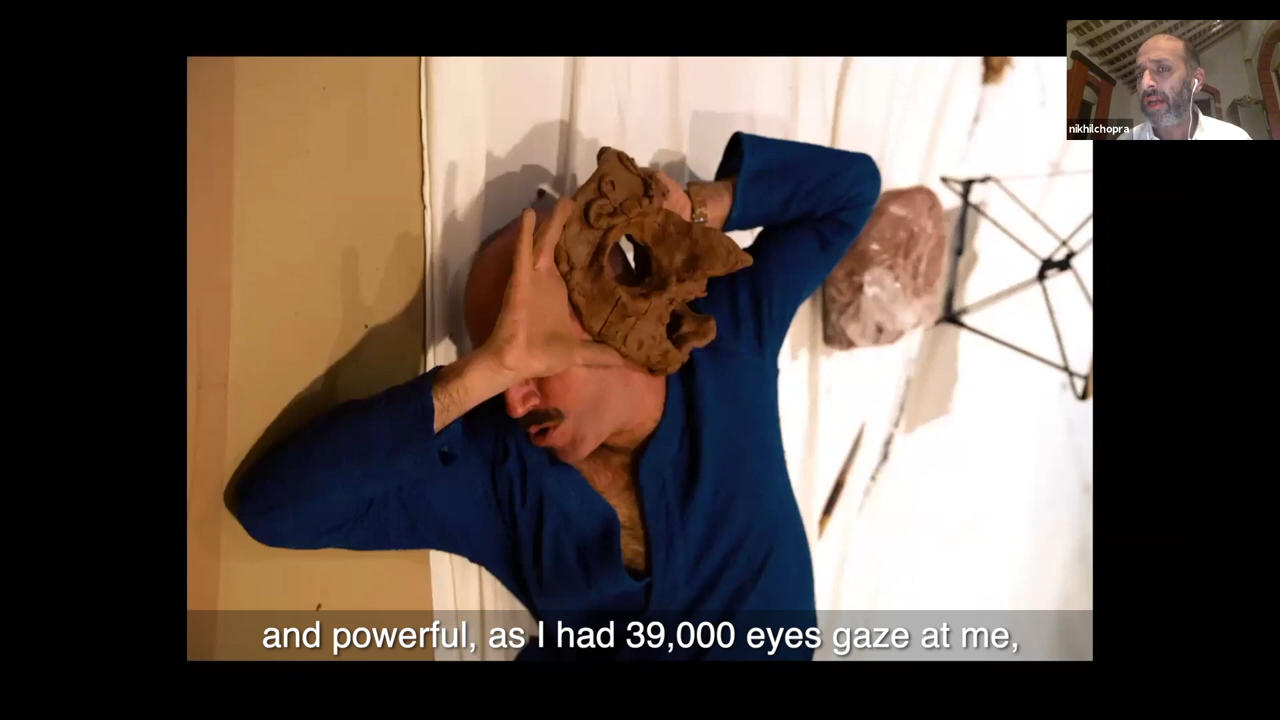 nikhilchopra
and powerful, as I had 39,000 eyes gaze at me,